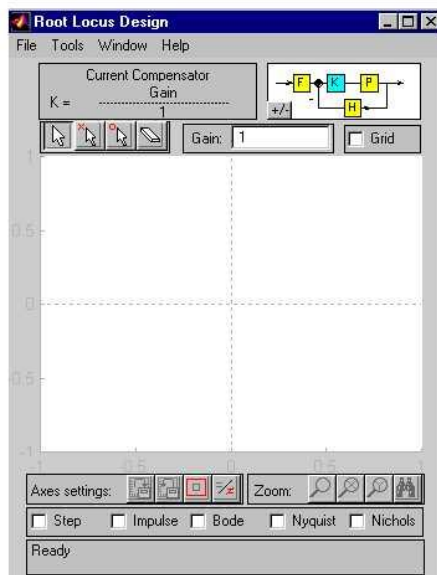 Root Locus Design
File Tools Window Help
Current Compensator
K = Gain
1
F K P
H
+/-
Gain: 1 Grid
1
0.5
0
-0.5
-1
-1 -0.5 0 0.5 1
Axes settings: Zoom:
Step Impulse Bode Nyquist Nichols
Ready